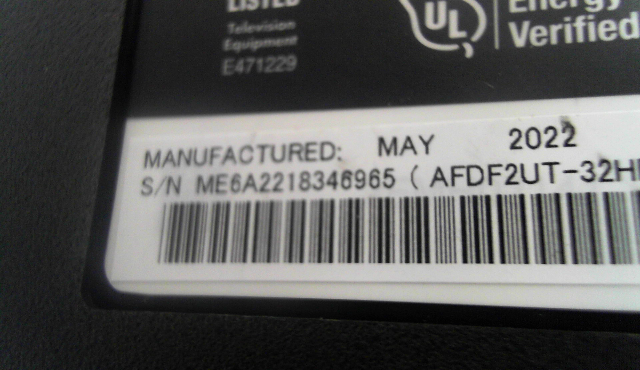 LISTED
Television
Equipment
E471229
UL
Energy
Verified
MANUFACTURED: MAY 2022
S/N ME6A2218346965 ( AFDF2UT-32H